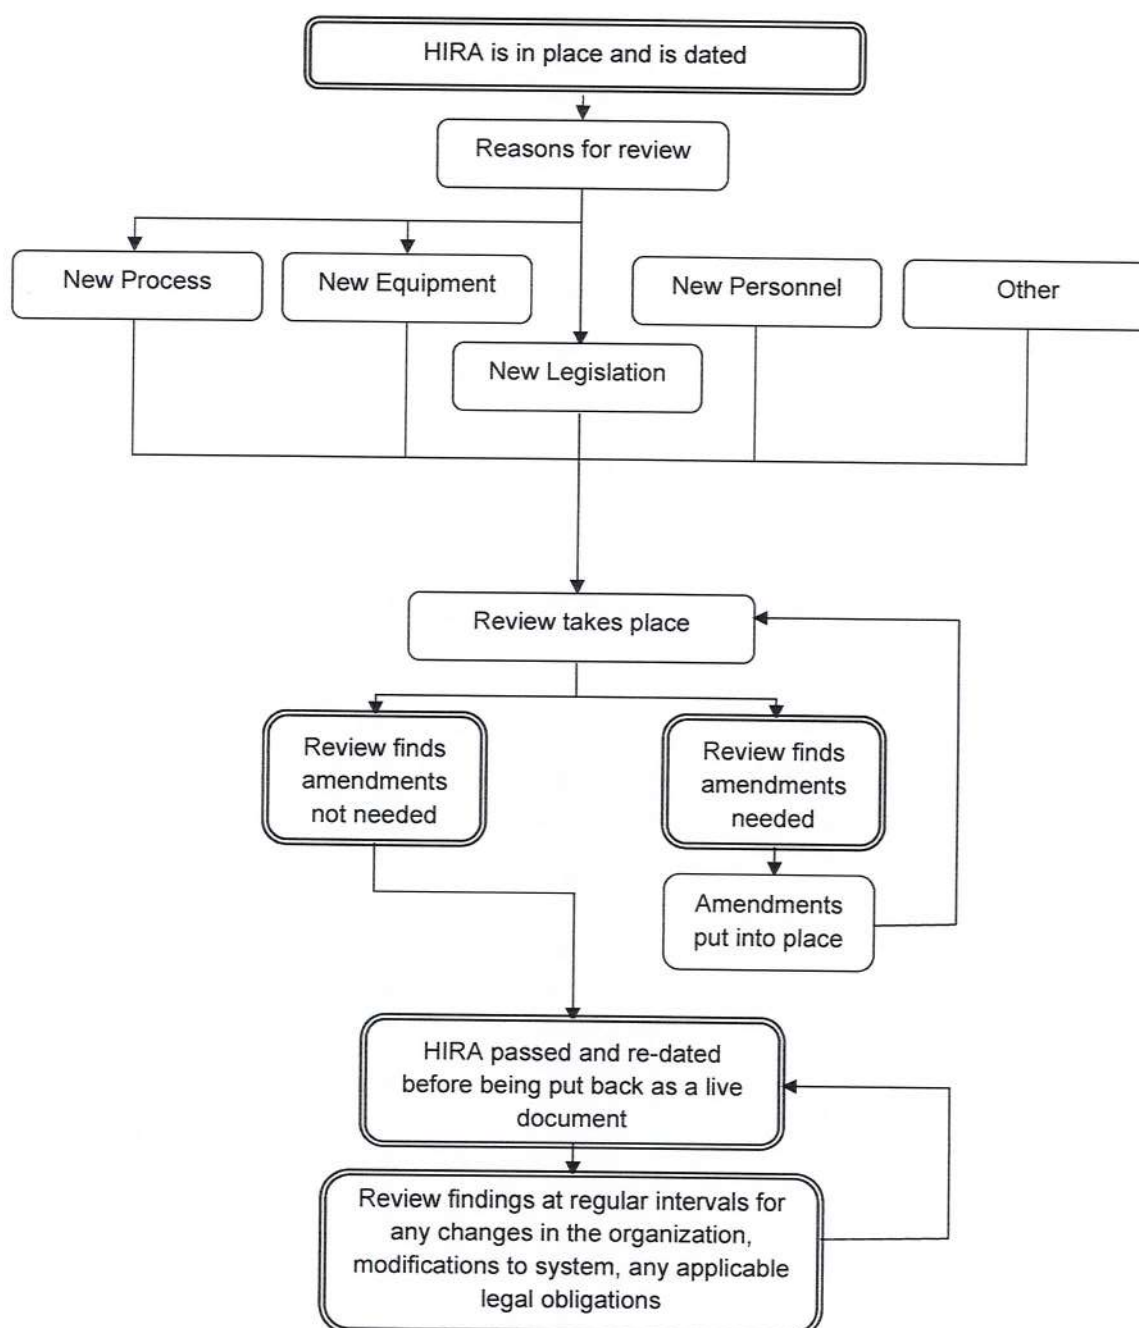 HIRA is in place and is dated
Reasons for review
New Process
New Equipment
New Personnel
Other
New Legislation
Review takes place
Review finds
amendments
not needed
Review finds
amendments
needed
Amendments
put into place
HIRA passed and re-dated
before being put back as a live
document
Review findings at regular intervals for
any changes in the organization,
modifications to system, any applicable
legal obligations